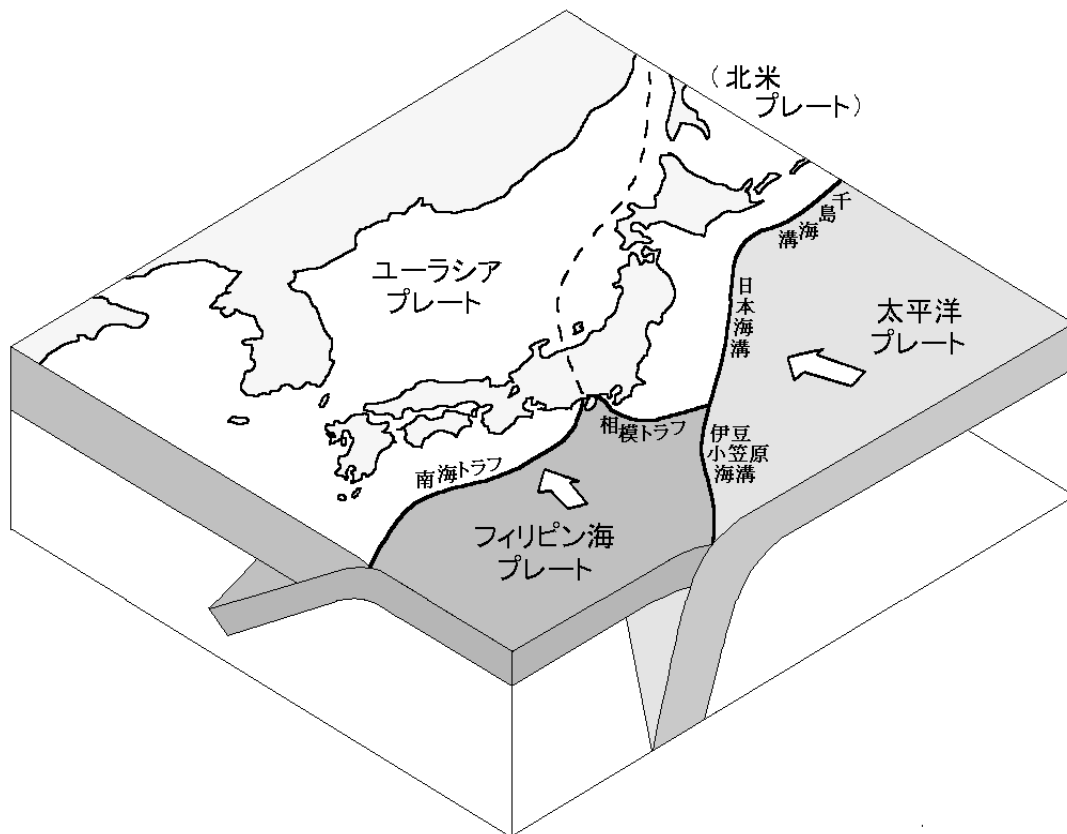 (北米
プレート)
千島海溝
ユーラシア
プレート
日本海溝
太平洋
プレート
相模トラフ
伊豆
小笠原
海溝
南海トラフ
フィリピン海
プレート